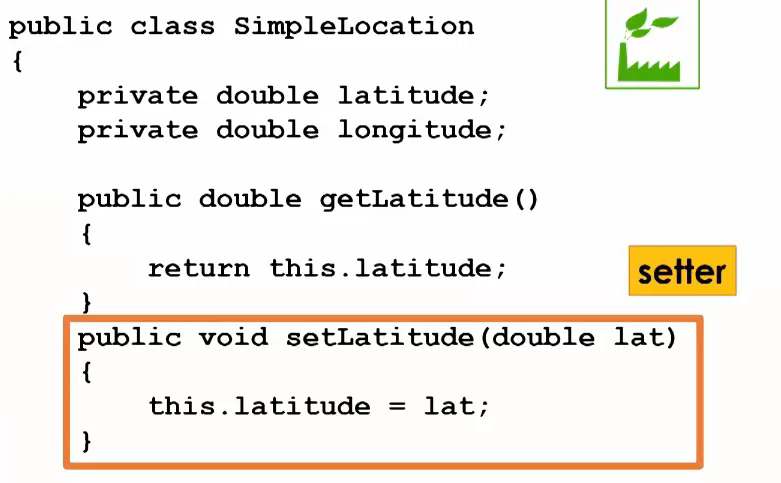 public class SimpleLocation
{
    private double latitude;
    private double longitude;

    public double getLatitude()
    {
        return this.latitude;
    }
setter
    public void setLatitude(double lat)
    {
        this.latitude = lat;
    }